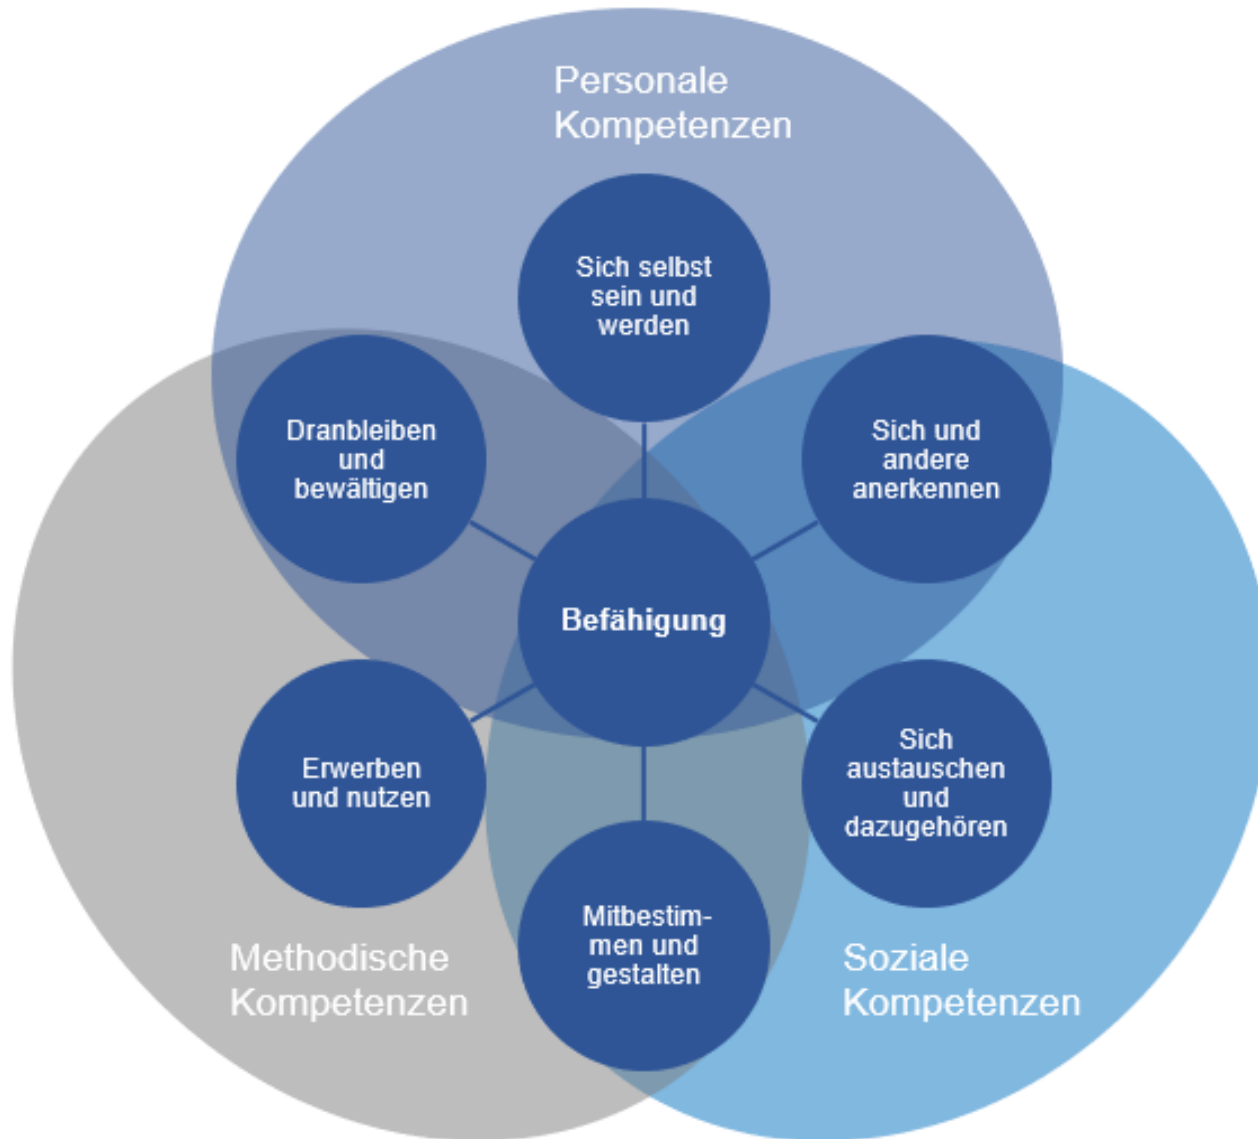 Personale
Kompetenzen
Sich selbst
sein und
werden
Dranbleiben
und
bewältigen
Sich und
andere
anerkennen
Befähigung
Erwerben
und nutzen
Sich
austauschen
und
dazugehören
Mitbestim-
men und
gestalten
Methodische
Kompetenzen
Soziale
Kompetenzen